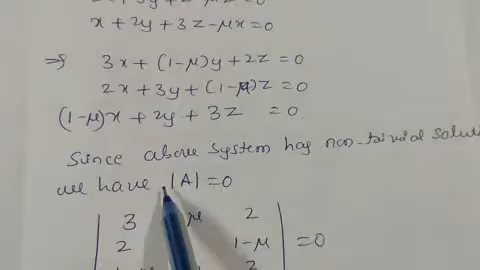 x + 2y + 3z - μx = 0
⇒ 3x + (1-μ)y + 2z = 0
2x + 3y + (1-μ)z = 0
(1-μ)x + 2y + 3z = 0.
Since above system has non-trivial
we have |A| = 0
3 μ 2
2 1-μ = 0